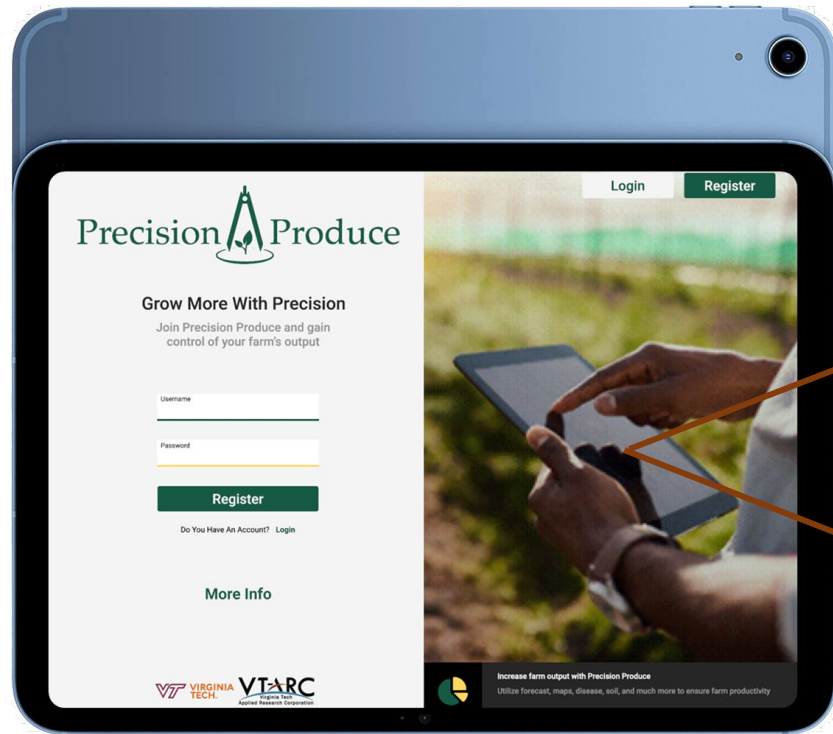 Login
Register
Precision Produce
Grow More With Precision
Join Precision Produce and gain
control of your farm's output
Username
Password
Register
Do You Have An Account? Login
More Info
VT VIRGINIA TECH.
VTARC
Virginia Tech
Applied Research Corporation
Increase farm output with Precision Produce
Utilize forecast, maps, disease, soil, and much more to ensure farm productivity